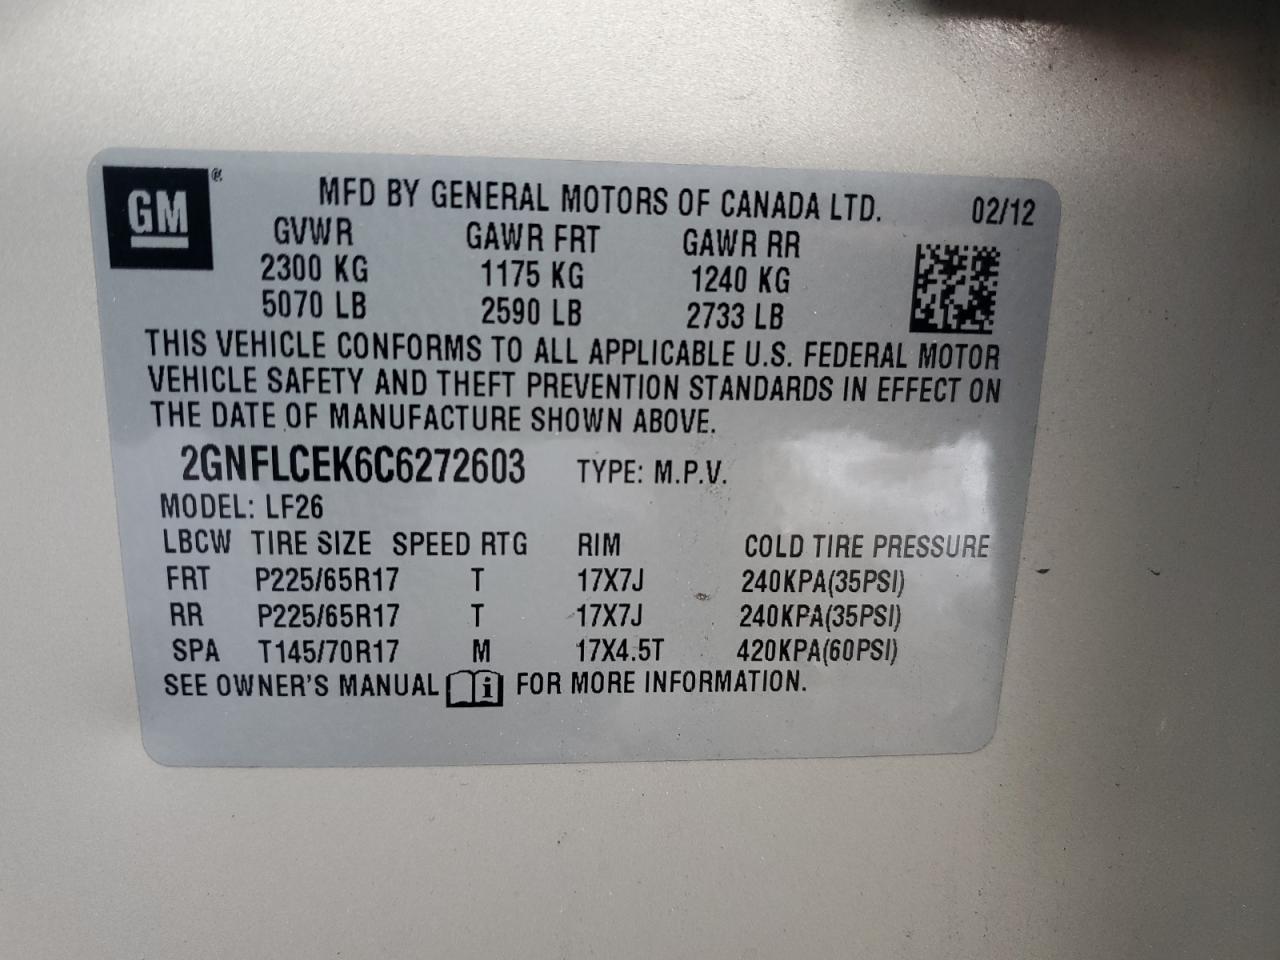 GM ®
MFD BY GENERAL MOTORS OF CANADA LTD. 02/12
GVWR GAWR FRT GAWR RR
2300 KG 1175 KG 1240 KG
5070 LB 2590 LB 2733 LB
THIS VEHICLE CONFORMS TO ALL APPLICABLE U.S. FEDERAL MOTOR
VEHICLE SAFETY AND THEFT PREVENTION STANDARDS IN EFFECT ON
THE DATE OF MANUFACTURE SHOWN ABOVE.
2GNFLCEK6C6272603 TYPE: M.P.V.
MODEL: LF26
LBCW TIRE SIZE SPEED RTG RIM COLD TIRE PRESSURE
FRT P225/65R17 T 17X7J 240KPA(35PSI)
RR P225/65R17 T 17X7J 240KPA(35PSI)
SPA T145/70R17 M 17X4.5T 420KPA(60PSI)
SEE OWNER'S MANUAL i FOR MORE INFORMATION.